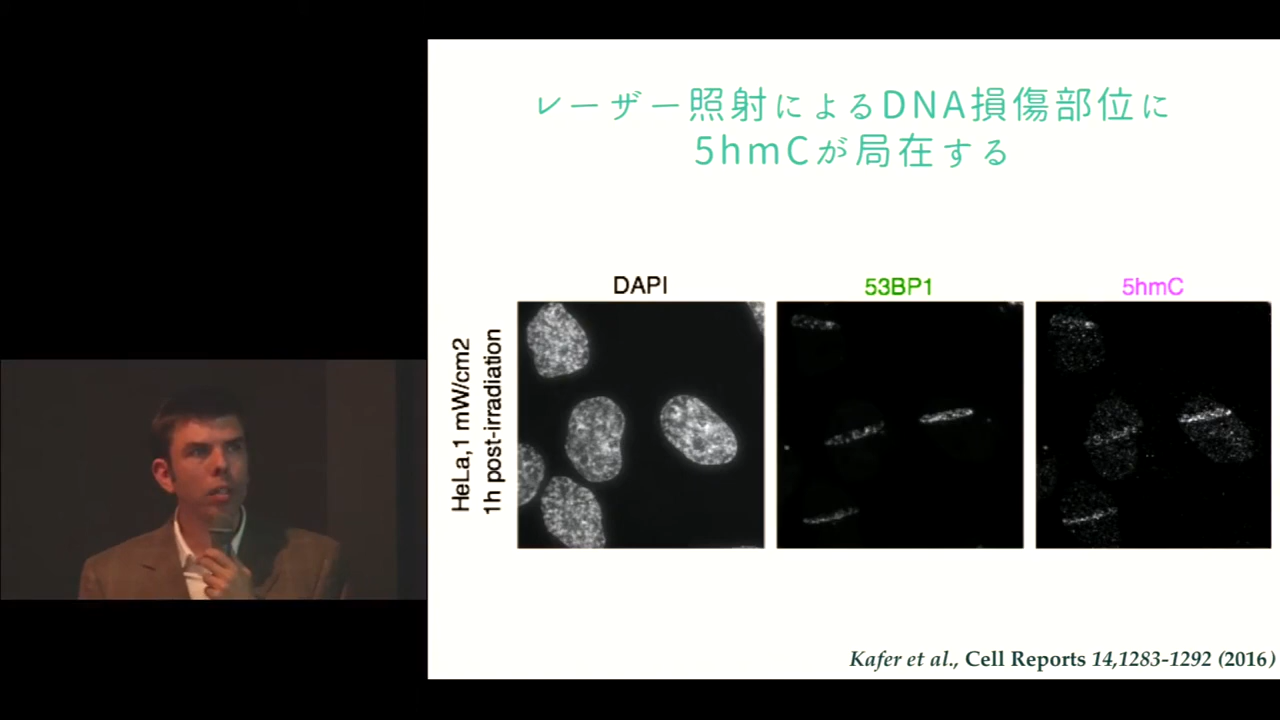 レーザー照射によるDNA損傷部位に
5hmCが局在する
DAPI
53BP1
5hmC
HeLa, 1 mW/cm2
1h post-irradiation
Kafer et al., Cell Reports 14,1283-1292 (2016)